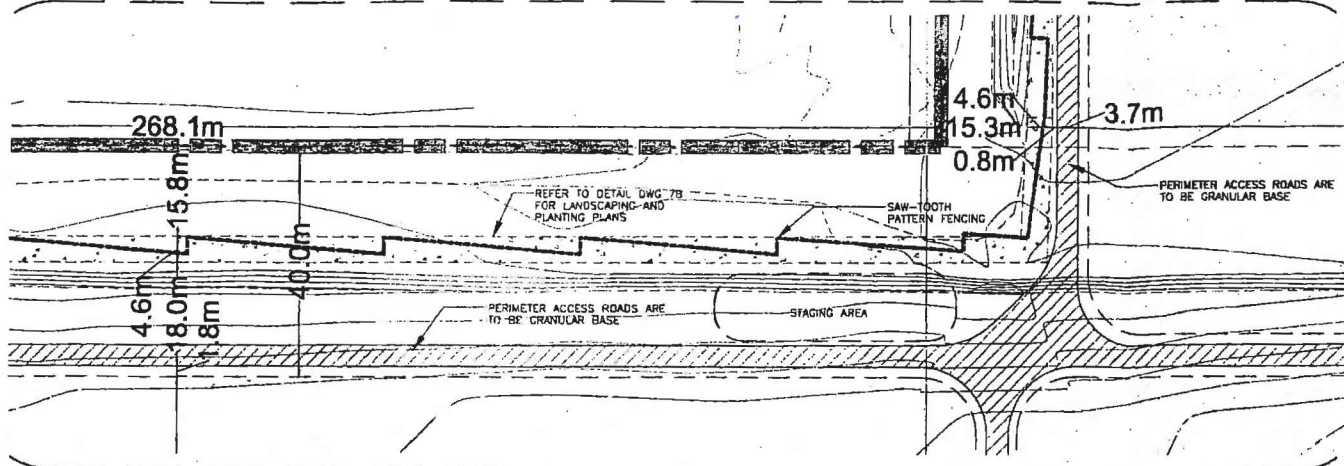 268.1m
15.8m
40.0m
4.6m
18.0m
1.8m
REFER TO DETAIL DWG 7B
FOR LANDSCAPING AND
PLANTING PLANS
SAW-TOOTH
PATTERN FENCING
4.6m
15.3m
0.8m
3.7m
PERIMETER ACCESS ROADS ARE
TO BE GRANULAR BASE
PERIMETER ACCESS ROADS ARE
TO BE GRANULAR BASE
STAGING AREA